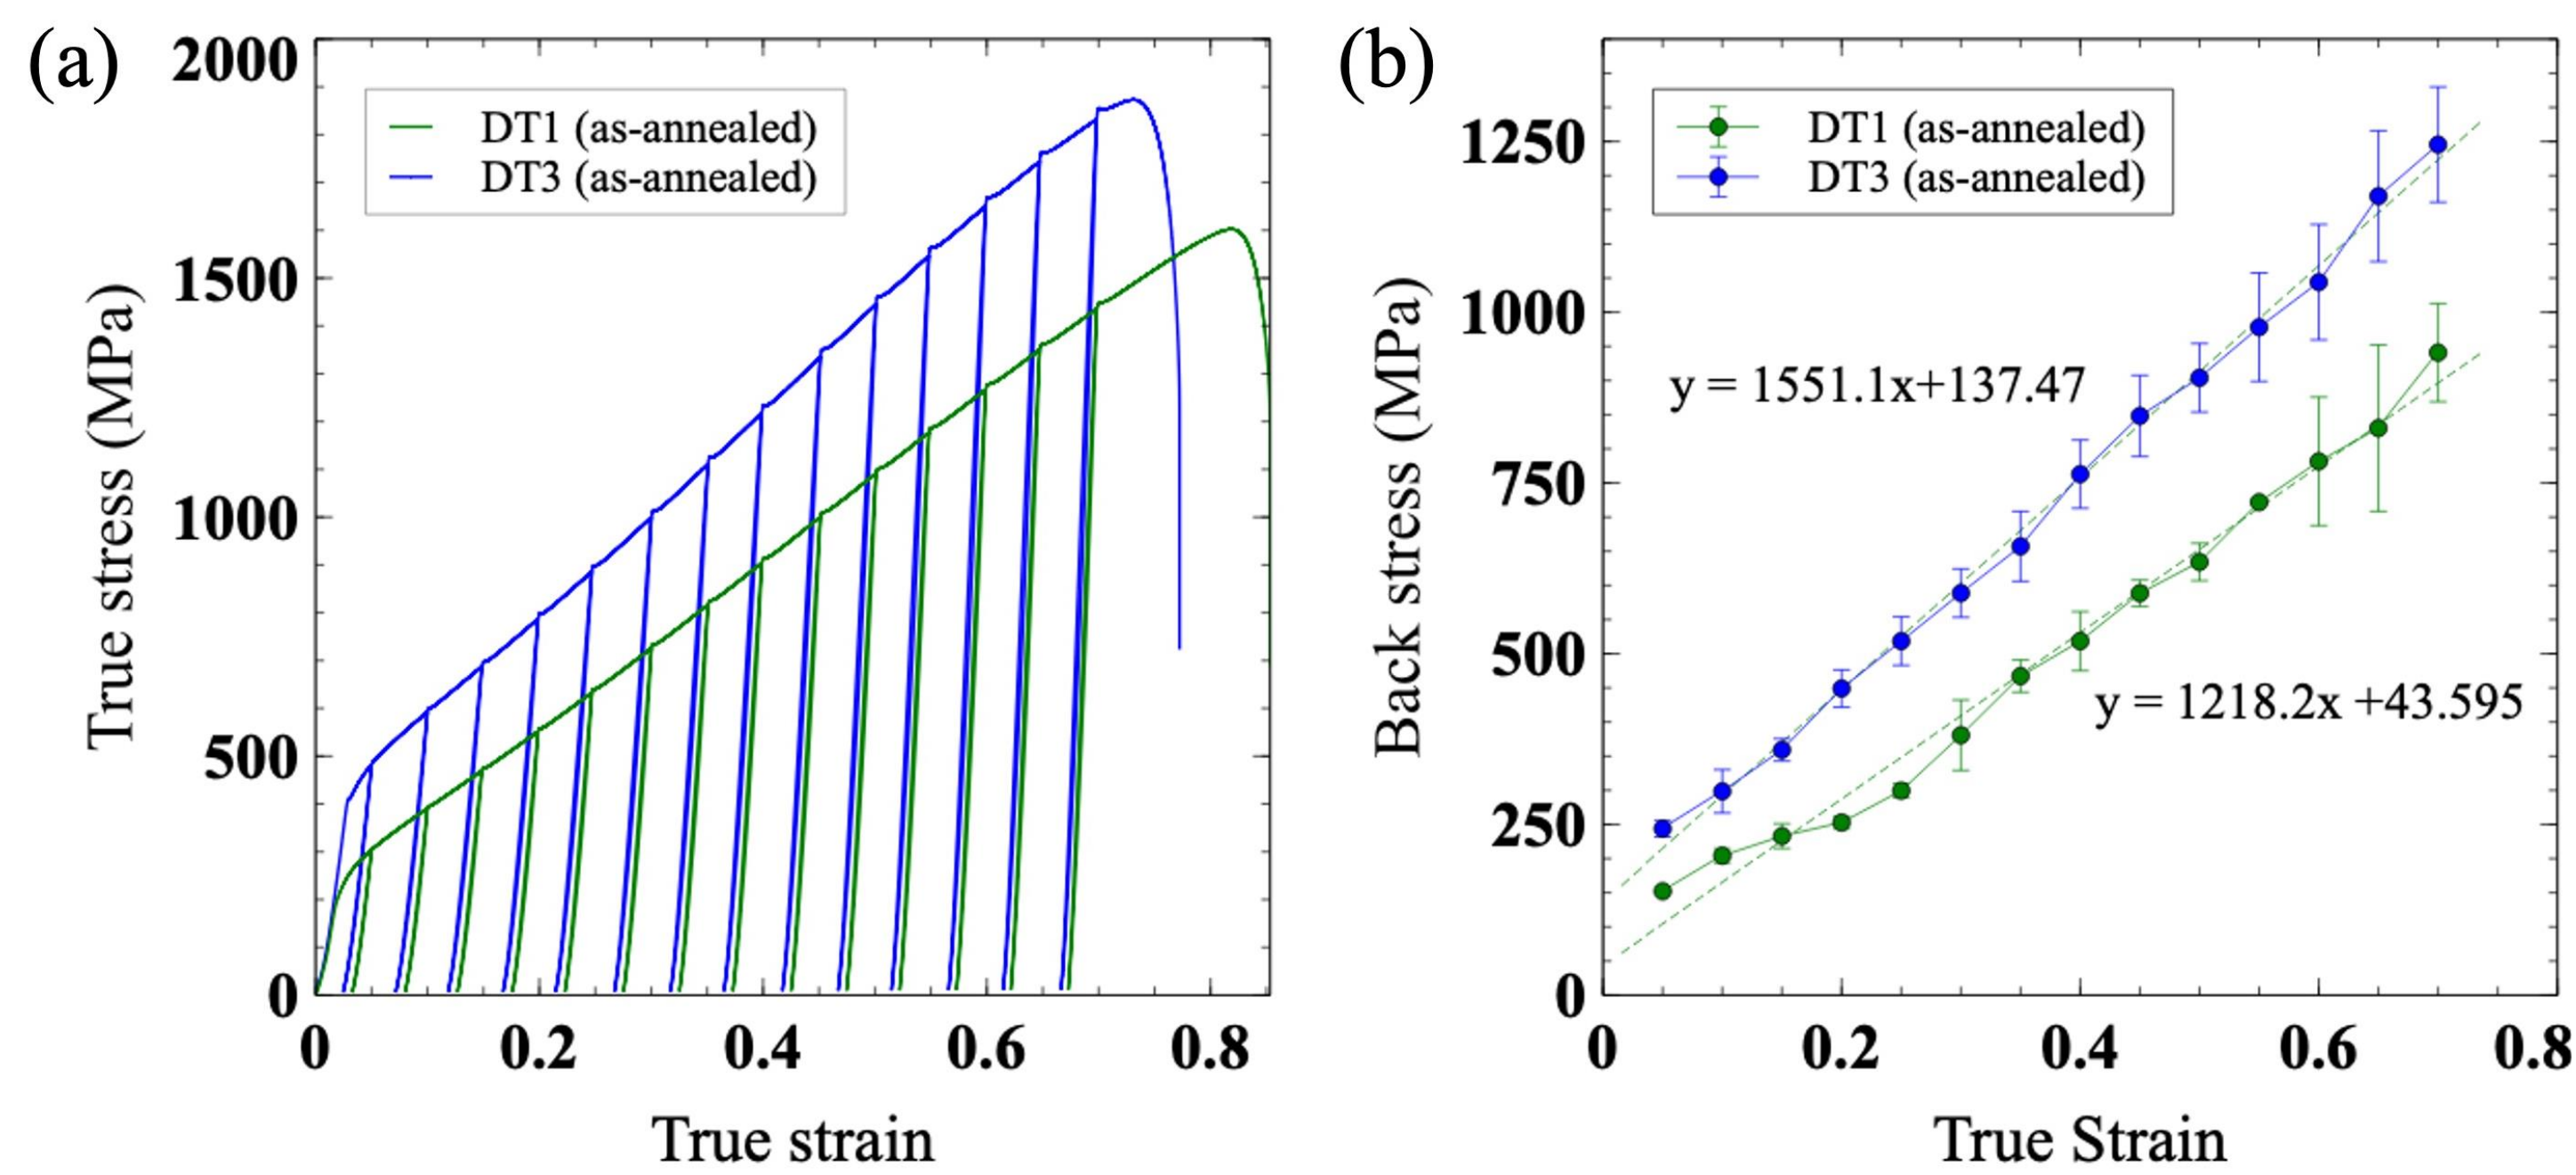 (a)
2000
1500
1000
500
0
0 0.2 0.4 0.6 0.8
True stress (MPa)
True strain
DT1 (as-annealed)
DT3 (as-annealed)
(b)
1250
1000
750
500
250
0
0 0.2 0.4 0.6 0.8
Back stress (MPa)
True Strain
DT1 (as-annealed)
DT3 (as-annealed)
y = 1551.1x+137.47
y = 1218.2x +43.595